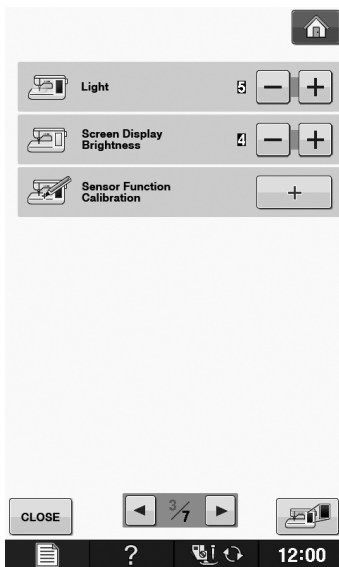 Light 5 − +
Screen Display
Brightness 4 − +
Sensor Function
Calibration +
CLOSE 3/7
? 12:00